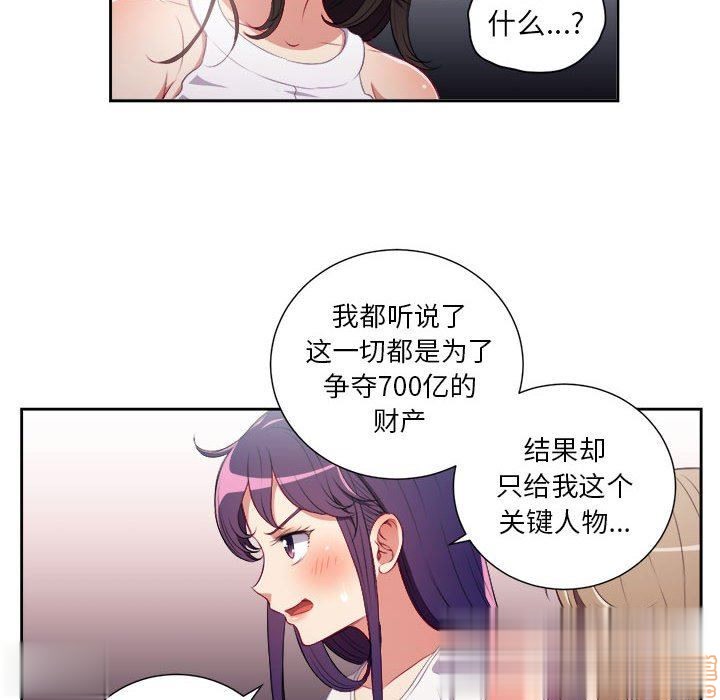 什么...?
我都听说了
这一切都是为了
争夺700亿的
财产
结果却
只给我这个
关键人物...